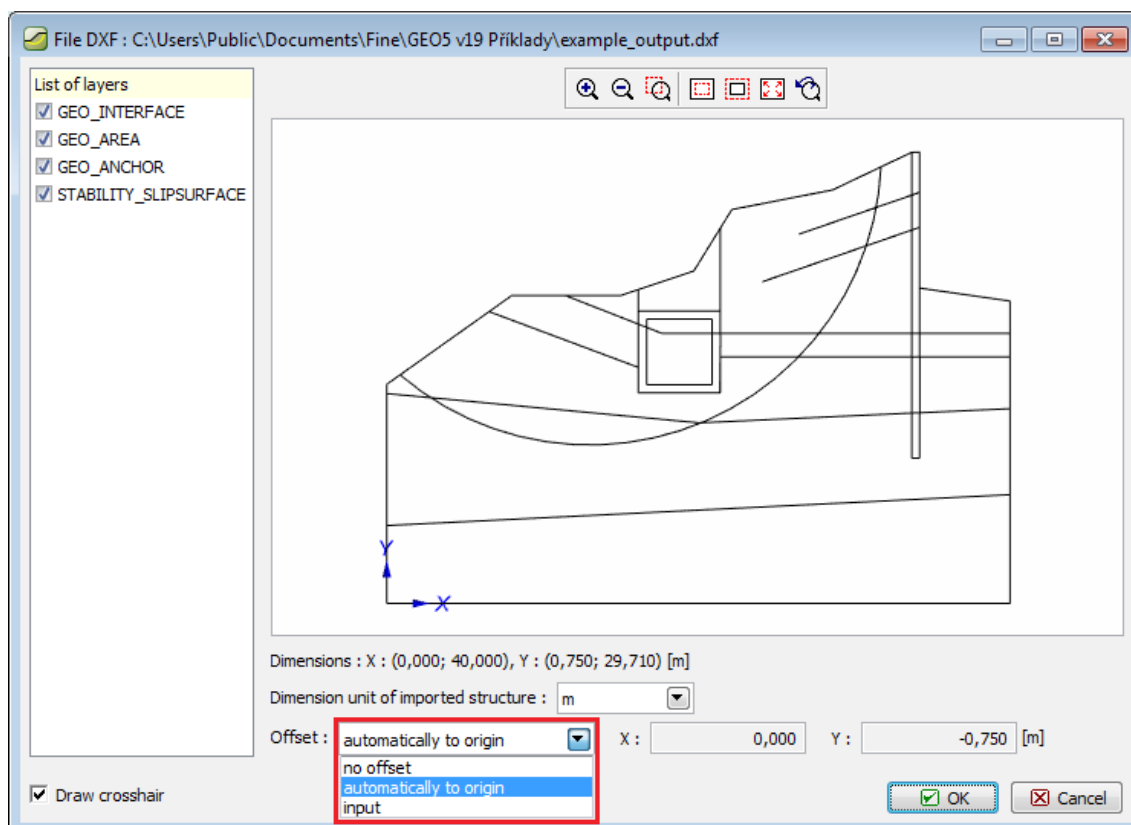 File DXF : C:\Users\Public\Documents\Fine\GEO5 v19 Příklady\example_output.dxf
List of layers
GEO_INTERFACE
GEO_AREA
GEO_ANCHOR
STABILITY_SLIPSURFACE
Y
X
Dimensions : X : (0,000; 40,000), Y : (0,750; 29,710) [m]
Dimension unit of imported structure : m
Offset : automatically to origin X : 0,000 Y : -0,750 [m]
no offset
automatically to origin
input
Draw crosshair
OK
Cancel